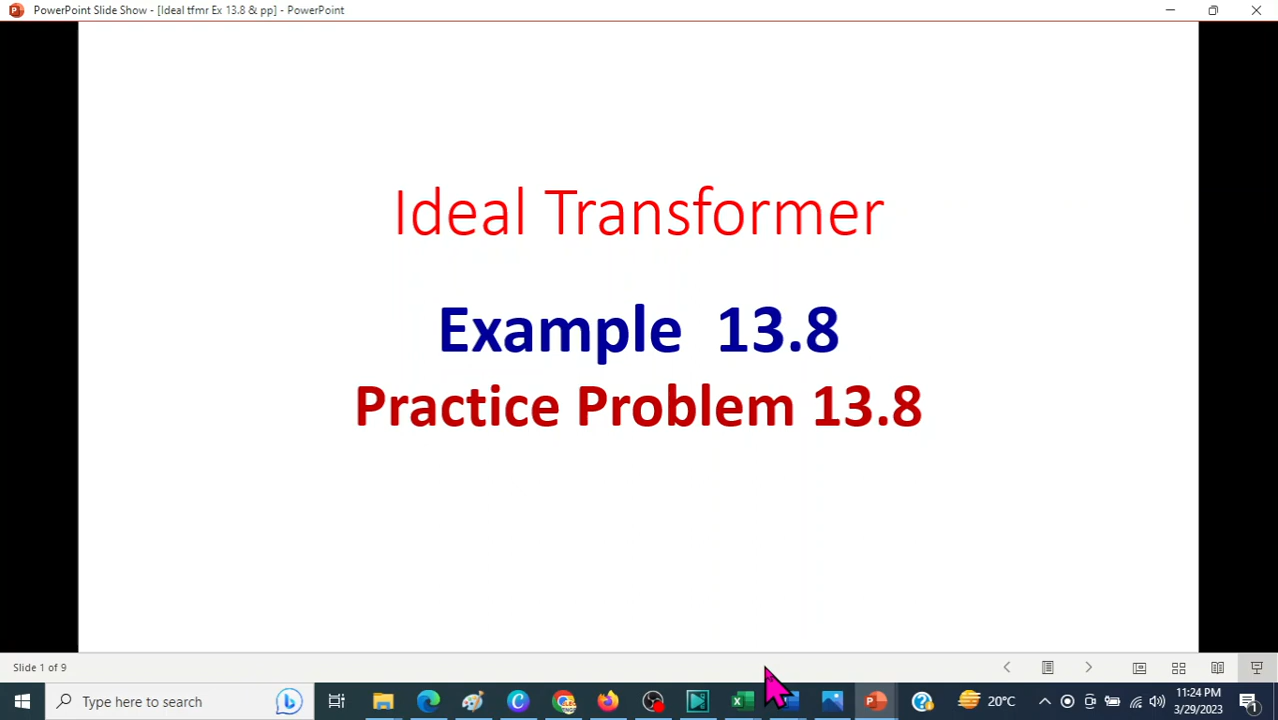 PowerPoint Slide Show - [Ideal tfmr Ex 13.8 & pp] - PowerPoint
Ideal Transformer
Example 13.8
Practice Problem 13.8
Slide 1 of 9
Type here to search
20°C
11:24 PM
3/29/2023
1